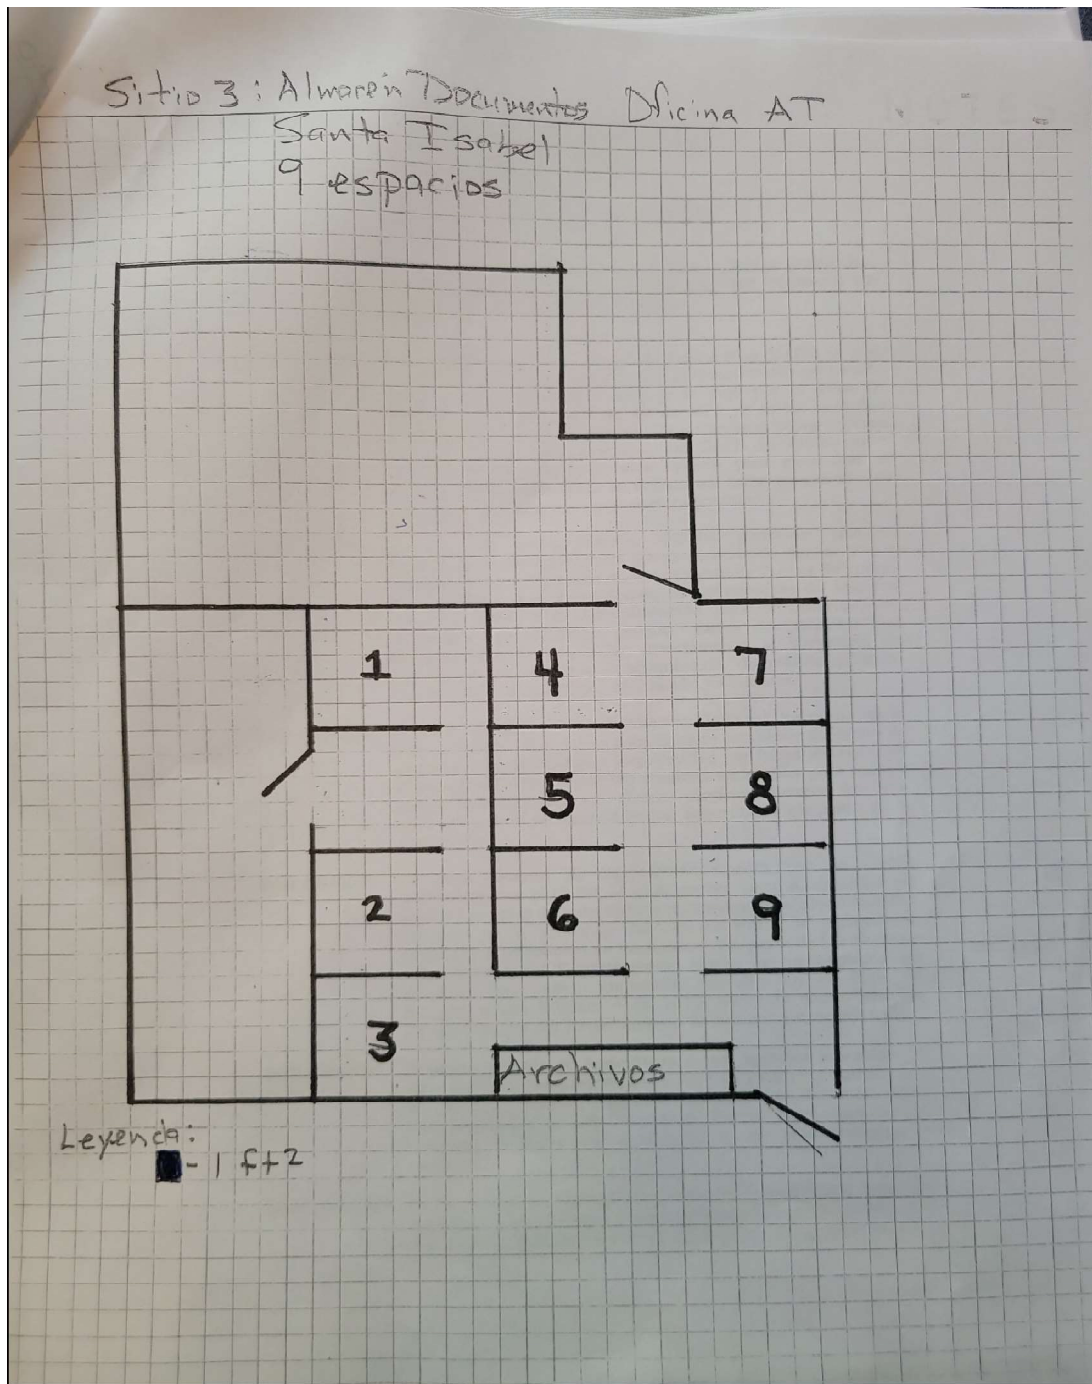 Sitio 3: Almacén Documentos Oficina AT
Santa Isabel
9 espacios
1
4
7
5
8
2
6
9
3
Archivos
Leyenda:
- 1 ft2